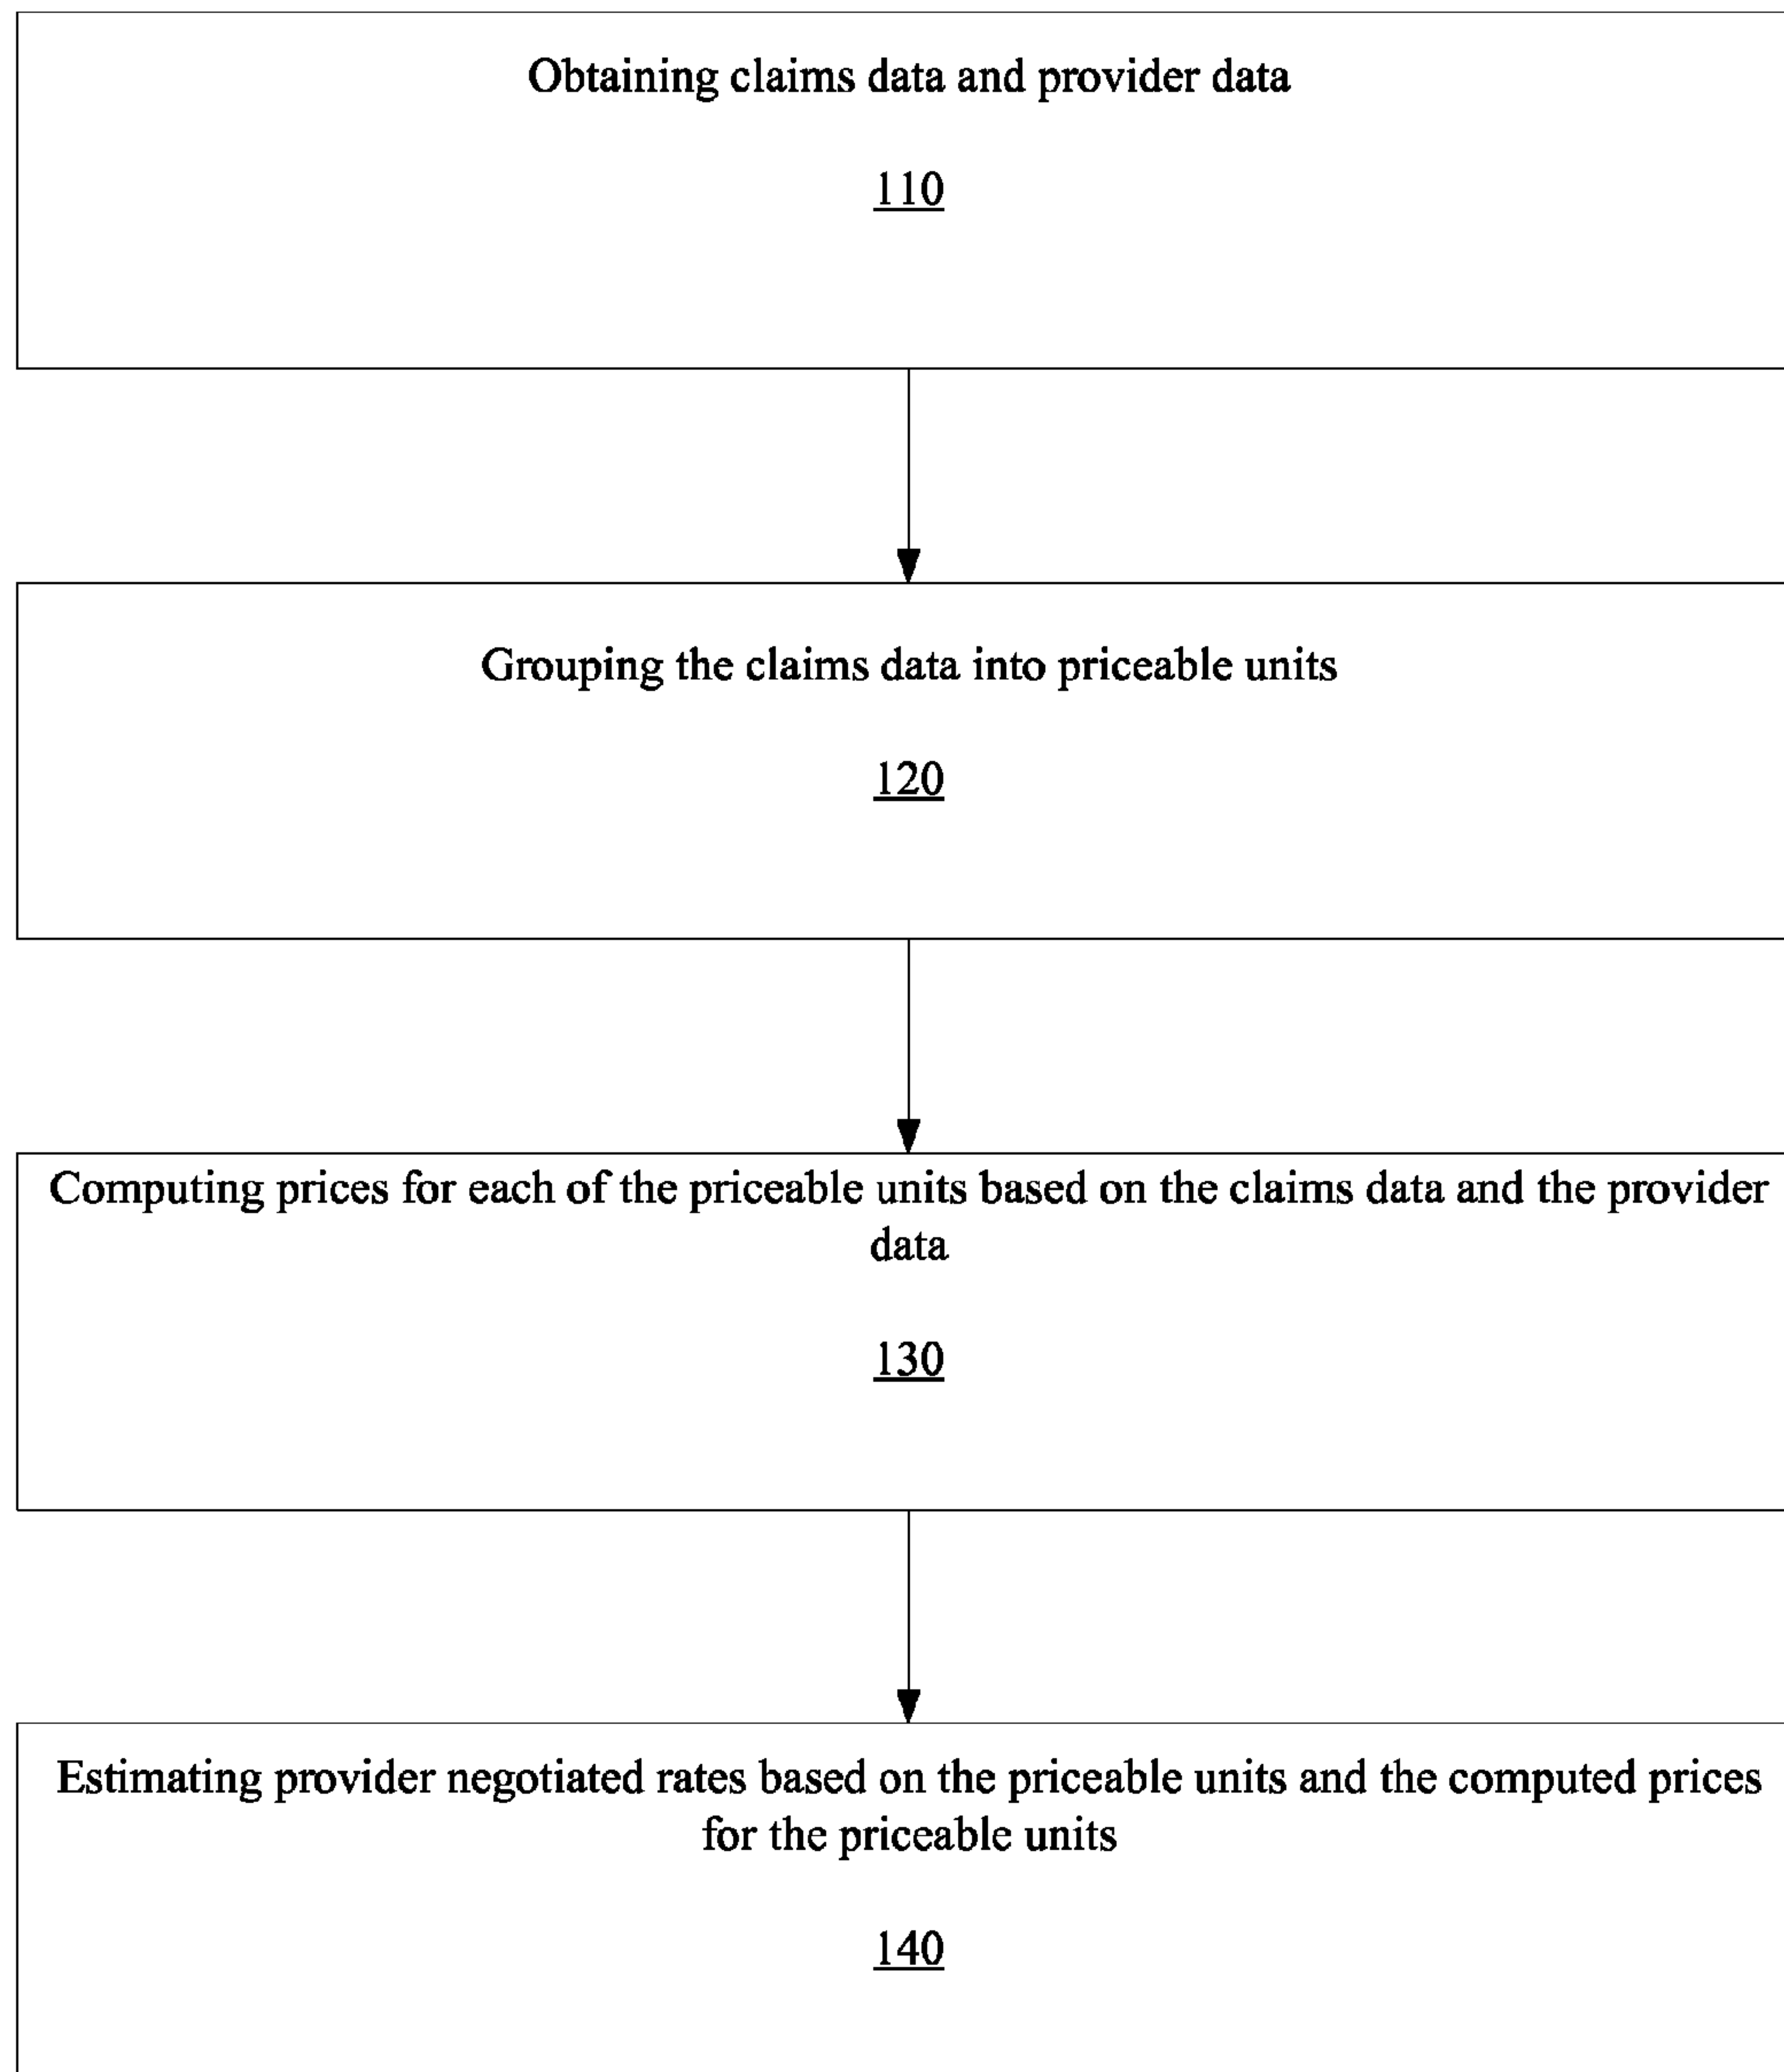 Obtaining claims data and provider data
110
Grouping the claims data into priceable units
120
Computing prices for each of the priceable units based on the claims data and the provider
data
130
Estimating provider negotiated rates based on the priceable units and the computed prices
for the priceable units
140